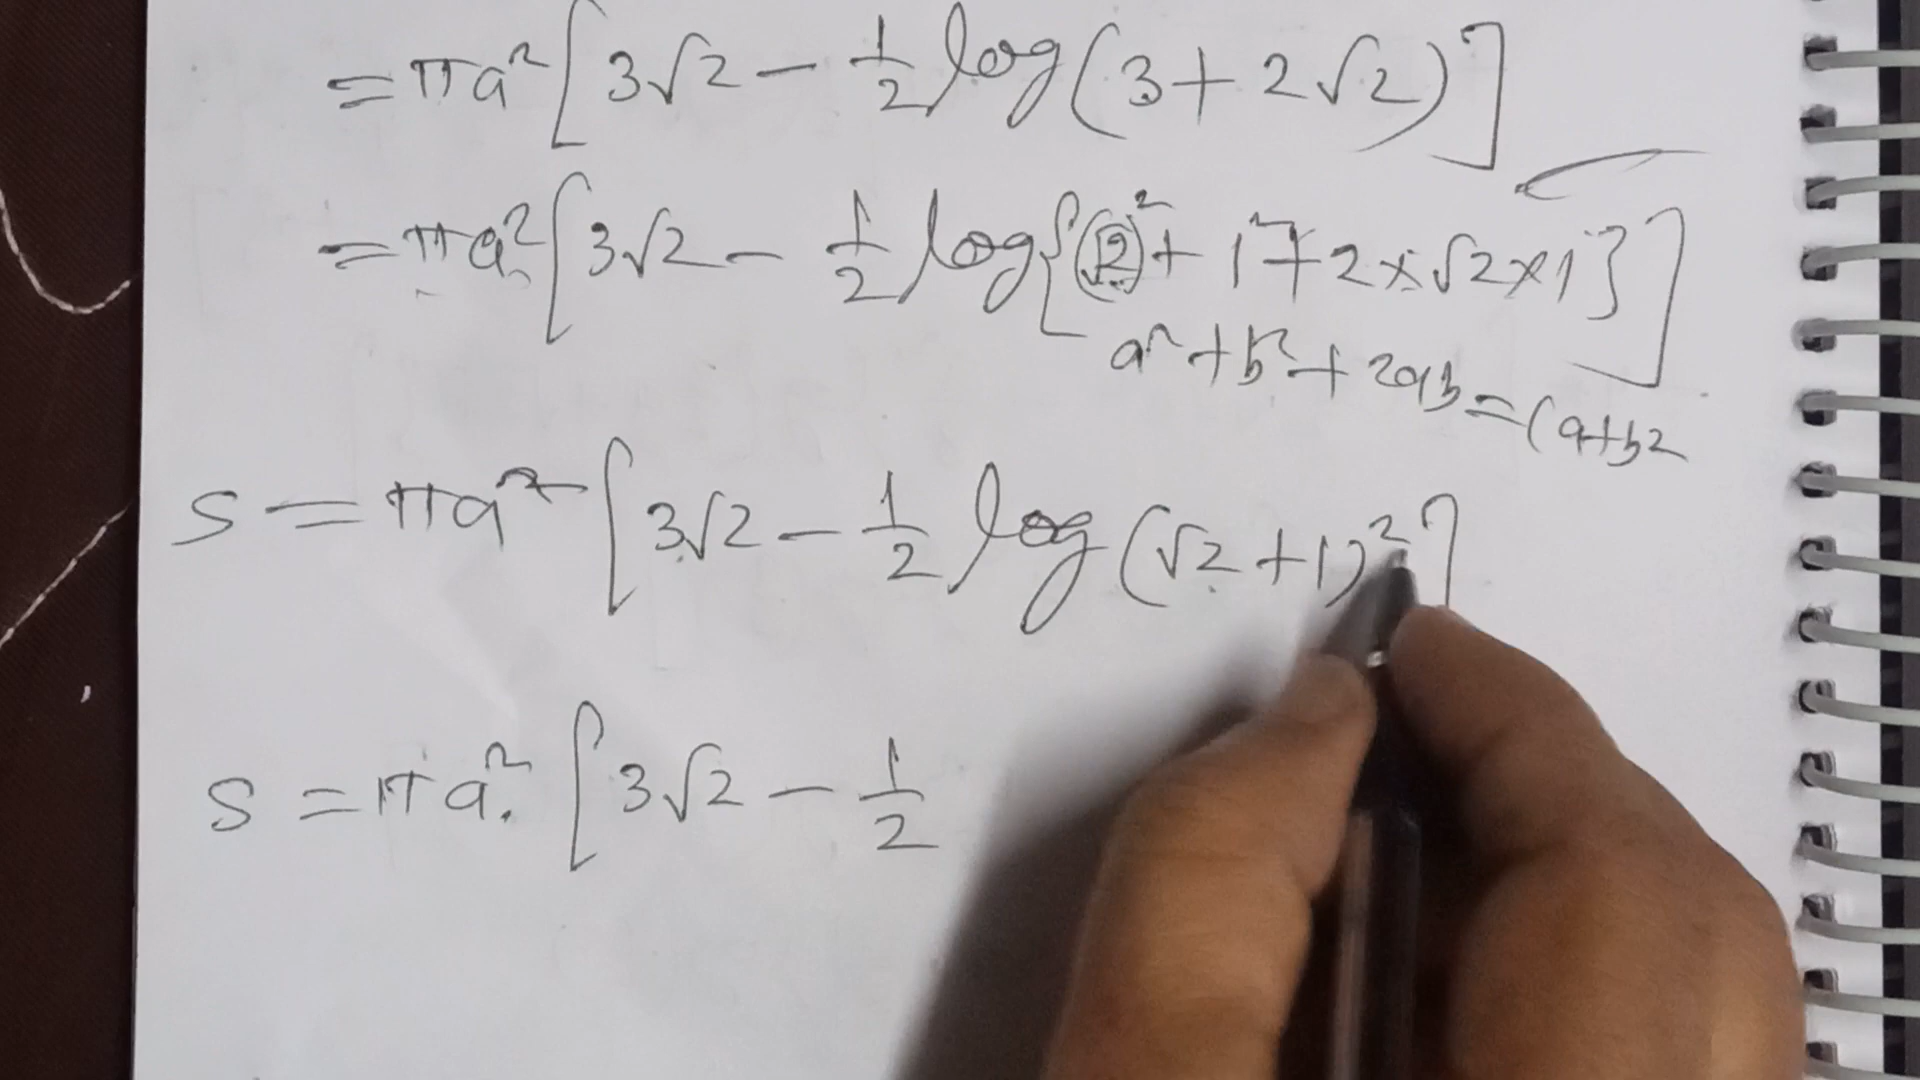 = πa² [ 3√2 - 1/2 log (3 + 2√2) ]
= πa² [ 3√2 - 1/2 log { (√2)² + 1² + 2×√2×1 } ]
a² + b² + 2ab = (a+b2
S = πa² [ 3√2 - 1/2 log (√2 + 1)² ]
S = πa² [ 3√2 - 1/2